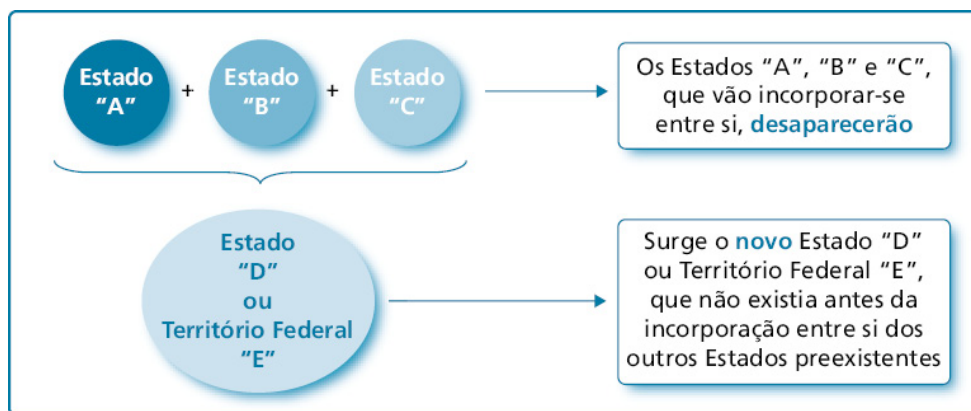 Estado
“A”
+
Estado
“B”
+
Estado
“C”
Os Estados “A”, “B” e “C”,
que vão incorporar-se
entre si, desaparecerão
Estado
“D”
ou
Território Federal
“E”
Surge o novo Estado “D”
ou Território Federal “E”,
que não existia antes da
incorporação entre si dos
outros Estados preexistentes